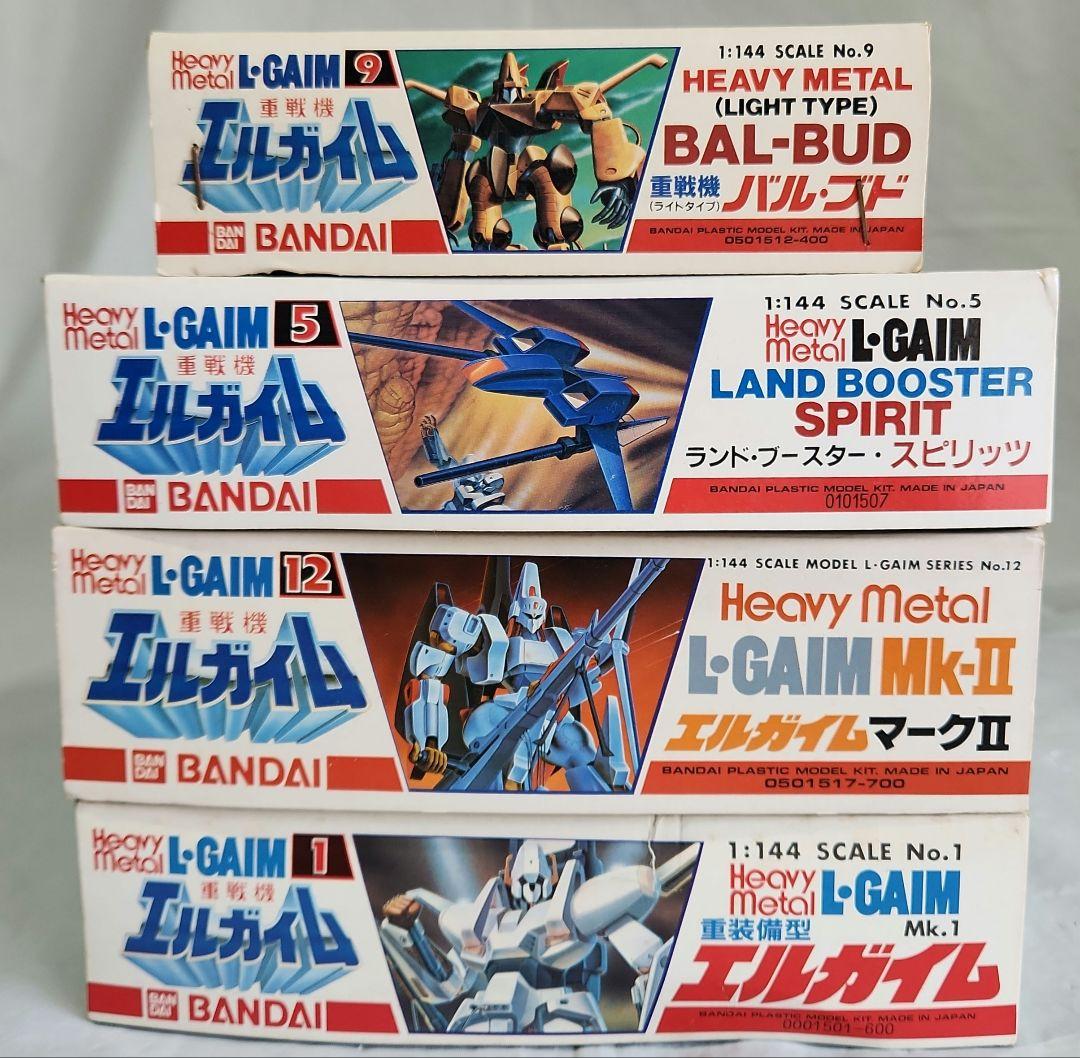 Heavy Metal L·GAIM 9
重戦機
エルガイム
BAN DAI BANDAI
1:144 SCALE No.9
HEAVY METAL
(LIGHT TYPE)
BAL-BUD
重戦機
(ライトタイプ)
バル・ブド
BANDAI PLASTIC MODEL KIT. MADE IN JAPAN
0501512-400
Heavy Metal L·GAIM 5
重戦機
エルガイム
BAN DAI BANDAI
1:144 SCALE No.5
Heavy Metal L·GAIM
LAND BOOSTER
SPIRIT
ランド・ブースター・スピリッツ
BANDAI PLASTIC MODEL KIT. MADE IN JAPAN
0101507
Heavy Metal L·GAIM 12
重戦機
エルガイム
BAN DAI BANDAI
1:144 SCALE MODEL L·GAIM SERIES No.12
Heavy Metal
L·GAIM Mk-II
エルガイム マークII
BANDAI PLASTIC MODEL KIT. MADE IN JAPAN
0501517-700
Heavy Metal L·GAIM 1
重戦機
エルガイム
BAN DAI BANDAI
1:144 SCALE No.1
Heavy Metal L·GAIM
Mk.1
重装備型
エルガイム
BANDAI PLASTIC MODEL KIT. MADE IN JAPAN
0001501-600